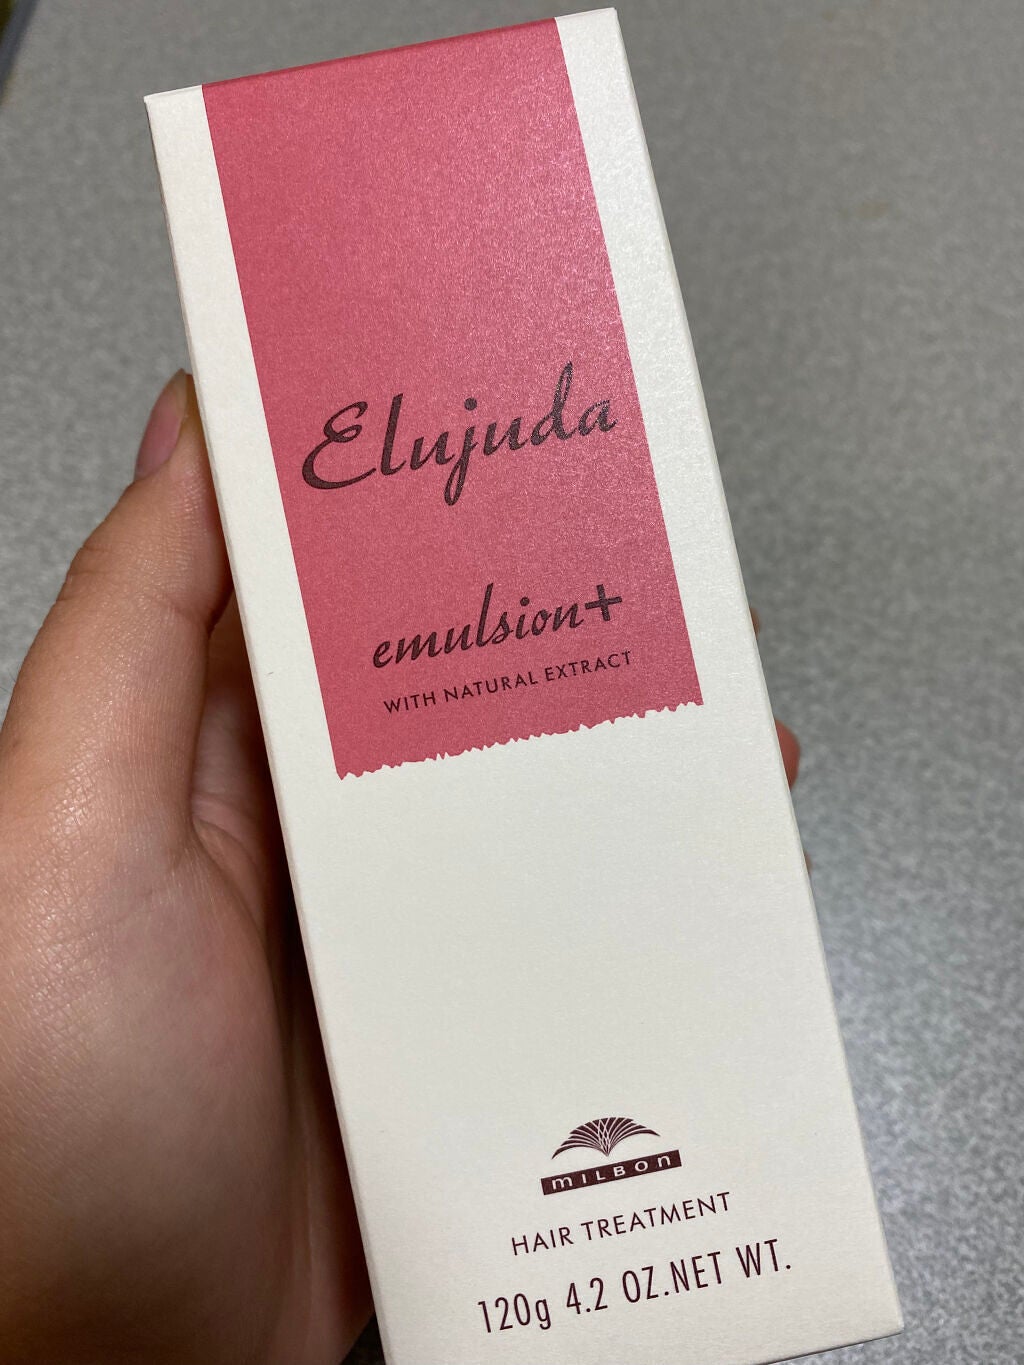 Elujuda
emulsion+
WITH NATURAL EXTRACT
MILBON
HAIR TREATMENT
120g 4.2 OZ.NET WT.